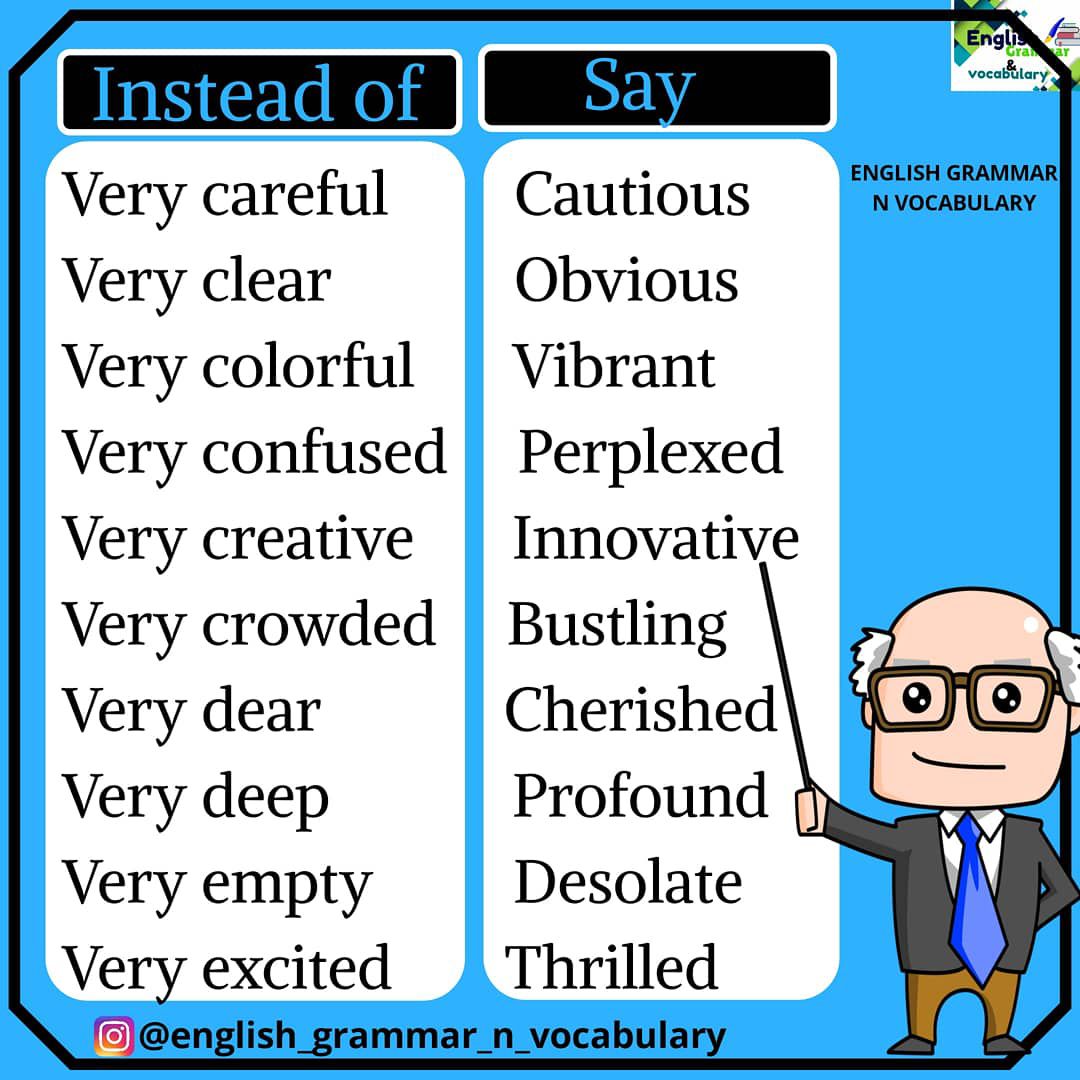 English
Grammar
&
vocabulary
Instead of
Say
ENGLISH GRAMMAR
N VOCABULARY
Very careful Cautious
Very clear Obvious
Very colorful Vibrant
Very confused Perplexed
Very creative Innovative
Very crowded Bustling
Very dear Cherished
Very deep Profound
Very empty Desolate
Very excited Thrilled
@english_grammar_n_vocabulary